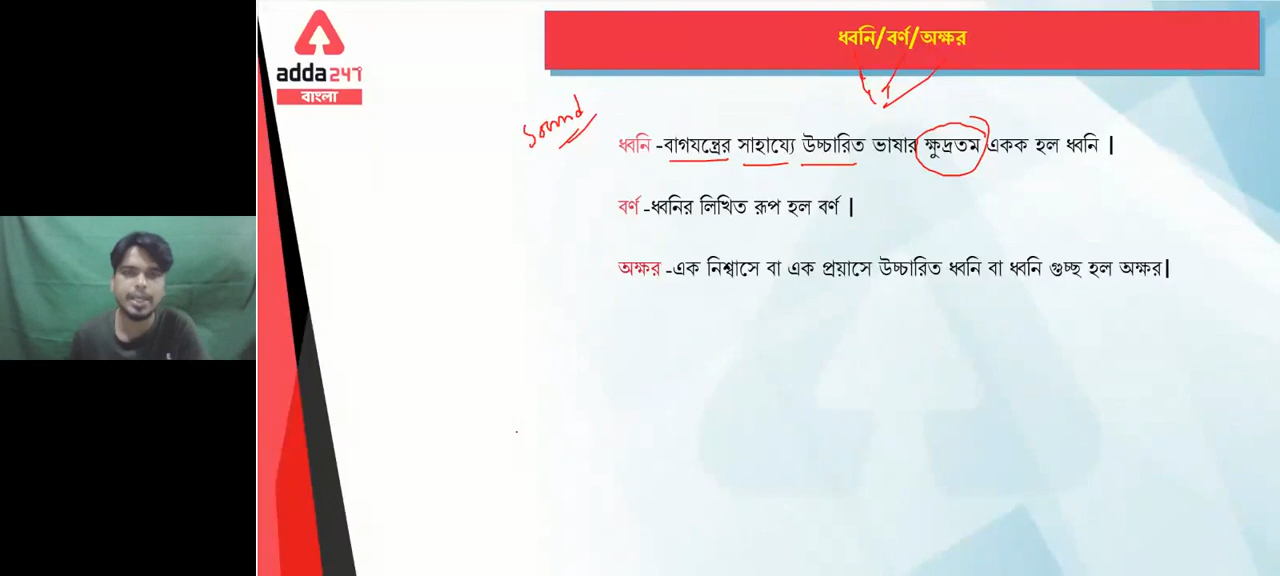 adda247
বাংলা
ধ্বনি/বর্ণ/অক্ষর
Sound
ধ্বনি -বাগযন্ত্রের সাহায্যে উচ্চারিত ভাষার ক্ষুদ্রতম একক হল ধ্বনি |
বর্ণ -ধ্বনির লিখিত রূপ হল বর্ণ |
অক্ষর -এক নিশ্বাসে বা এক প্রয়াসে উচ্চারিত ধ্বনি বা ধ্বনি গুচ্ছ হল অক্ষর|